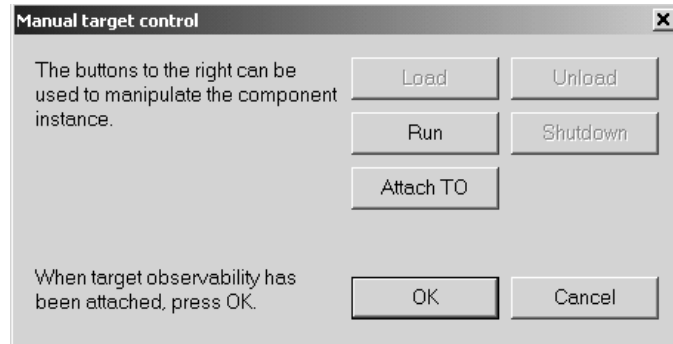 Manual target control
The buttons to the right can be
used to manipulate the component
instance.
Load
Unload
Run
Shutdown
Attach TO
When target observability has
been attached, press OK.
OK
Cancel